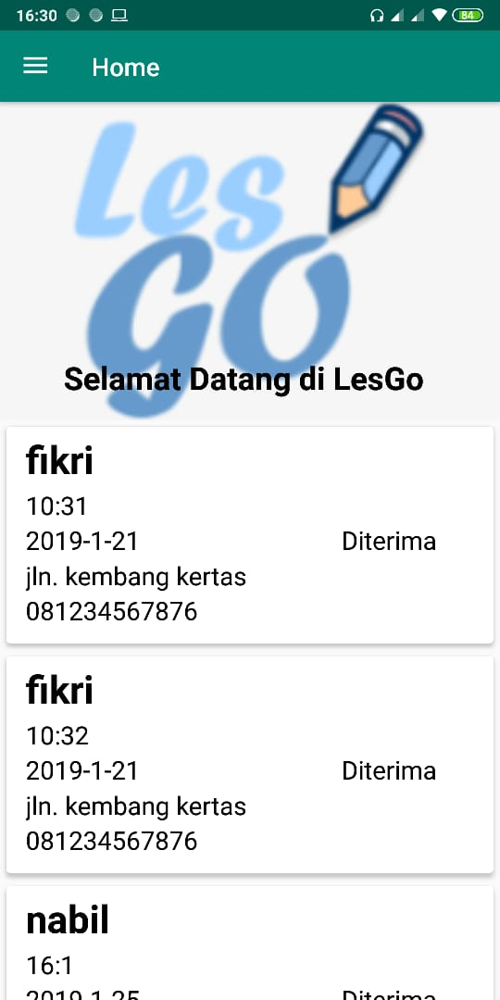 16:30
84
Home
Les
GO
Selamat Datang di LesGo
fikri
10:31
2019-1-21
Diterima
jln. kembang kertas
081234567876
fikri
10:32
2019-1-21
Diterima
jln. kembang kertas
081234567876
nabil
16:1
2019-1-25
Diterima